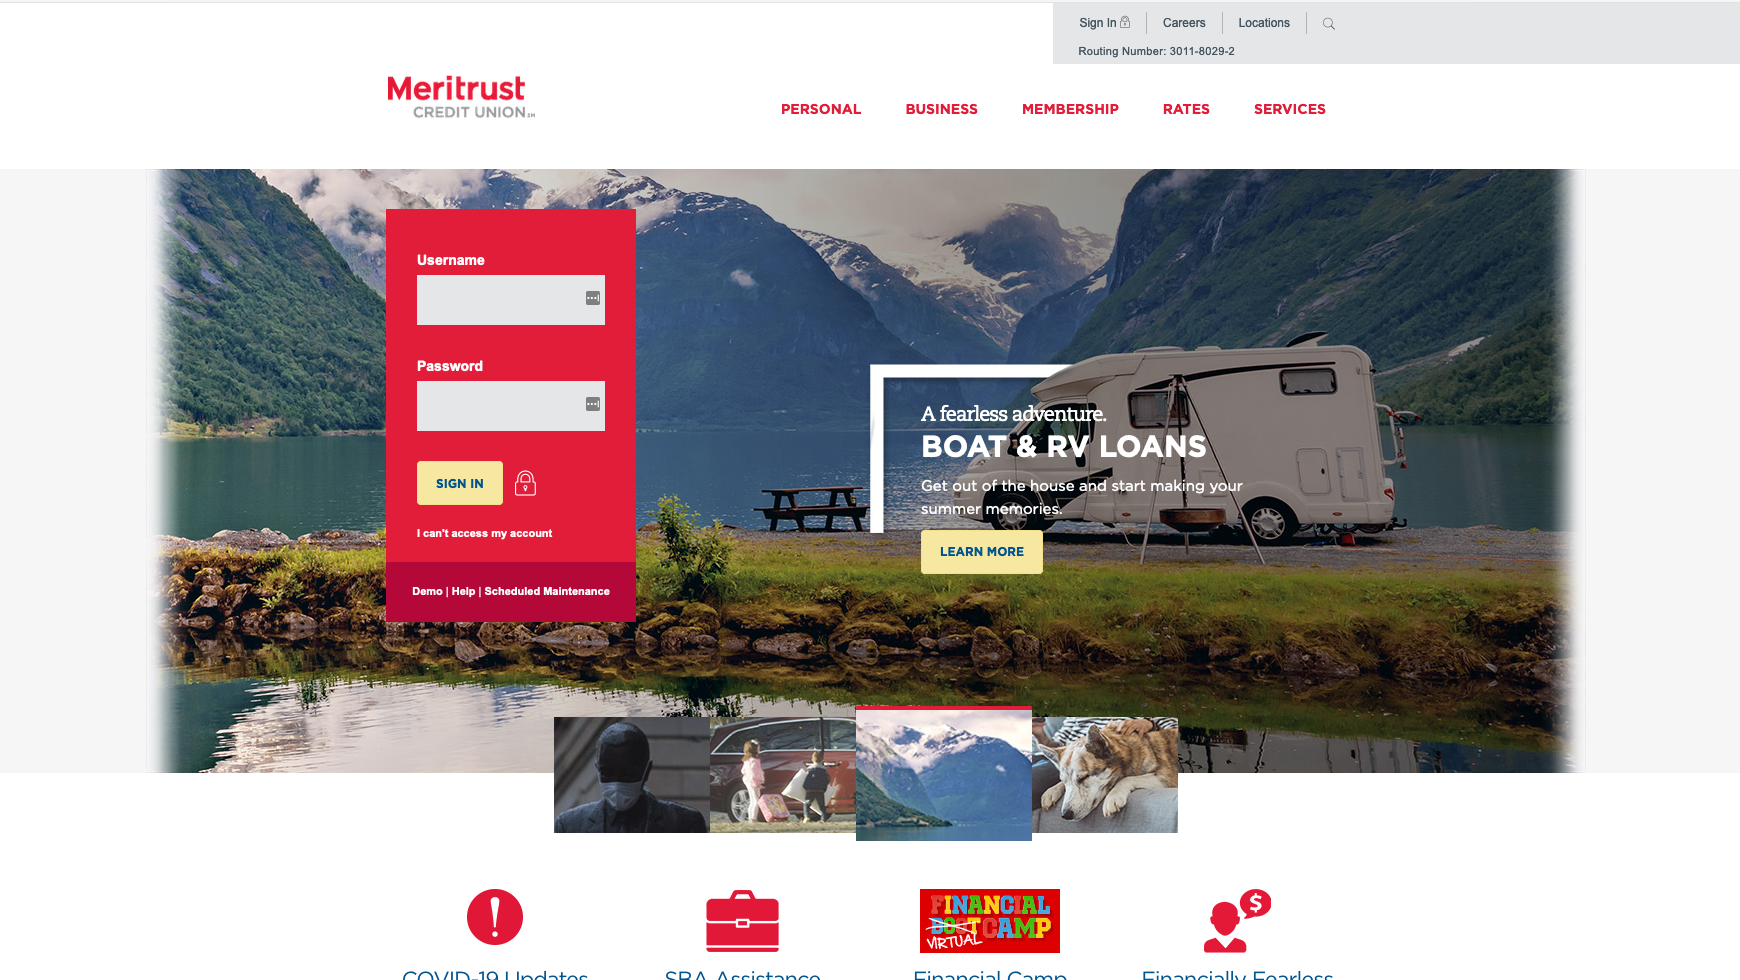 Sign In
Careers
Locations
Routing Number: 3011-8029-2
Meritrust
CREDIT UNION SM
PERSONAL
BUSINESS
MEMBERSHIP
RATES
SERVICES
Username
Password
SIGN IN
I can't access my account
Demo | Help | Scheduled Maintenance
A fearless adventure.
BOAT & RV LOANS
Get out of the house and start making your
summer memories.
LEARN MORE
FINANCIAL
BOOT CAMP
VIRTUAL
COVID-19 Updates
SBA Assistance
Financial Camp
Financially Fearless